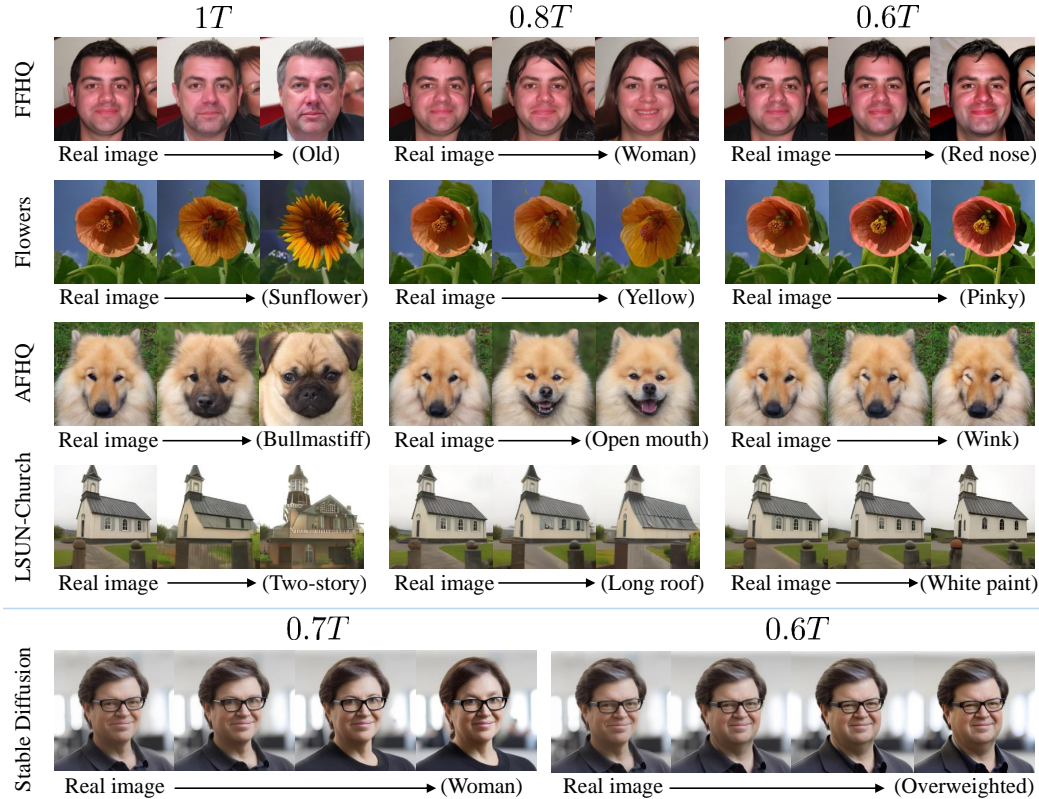 1T 0.8T 0.6T
FFHQ
Real image (Old) Real image (Woman) Real image (Red nose)
Flowers
Real image (Sunflower) Real image (Yellow) Real image (Pinky)
AFHQ
Real image (Bullmastiff) Real image (Open mouth) Real image (Wink)
LSUN-Church
Real image (Two-story) Real image (Long roof) Real image (White paint)
0.7T 0.6T
Stable Diffusion
Real image (Woman) Real image (Overweighted)